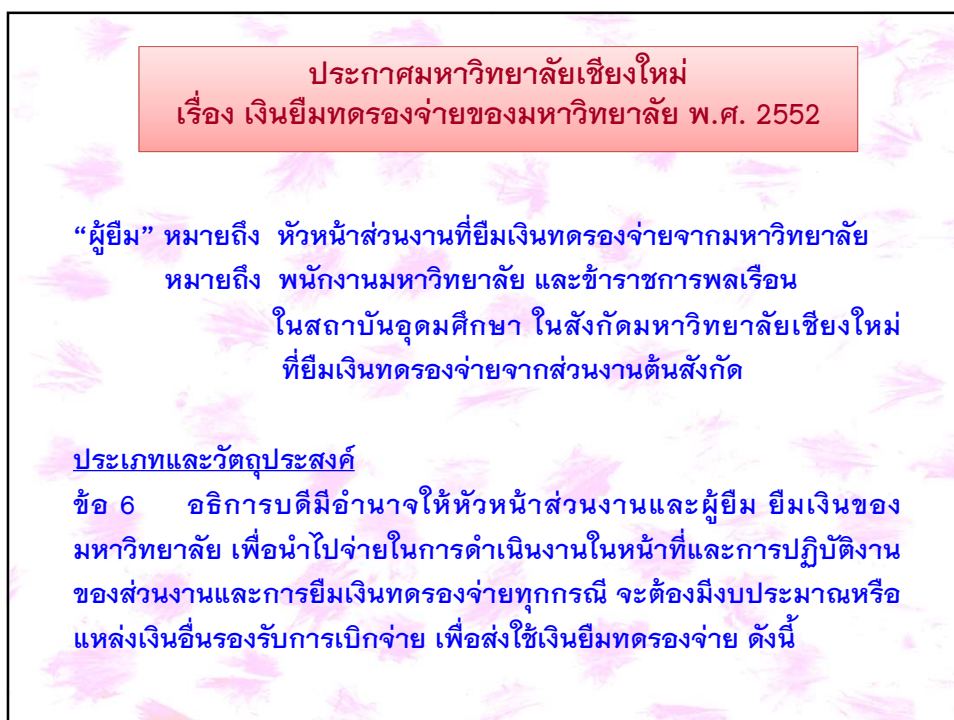 ประกาศมหาวิทยาลัยเชียงใหม่
เรื่อง เงินยืมทดรองจ่ายของมหาวิทยาลัย พ.ศ. 2552
“ผู้ยืม” หมายถึง หัวหน้าส่วนงานที่ยืมเงินทดรองจ่ายจากมหาวิทยาลัย
หมายถึง พนักงานมหาวิทยาลัย และข้าราชการพลเรือน
ในสถาบันอุดมศึกษา ในสังกัดมหาวิทยาลัยเชียงใหม่
ที่ยืมเงินทดรองจ่ายจากส่วนงานต้นสังกัด
ประเภทและวัตถุประสงค์
ข้อ 6 อธิการบดีมีอำนาจให้หัวหน้าส่วนงานและผู้ยืม ยืมเงินของ
มหาวิทยาลัย เพื่อนำไปจ่ายในการดำเนินงานในหน้าที่และการปฏิบัติงาน
ของส่วนงานและการยืมเงินทดรองจ่ายทุกกรณี จะต้องมีงบประมาณหรือ
แหล่งเงินอื่นรองรับการเบิกจ่าย เพื่อส่งใช้เงินยืมทดรองจ่าย ดังนี้